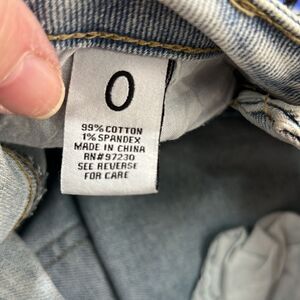 0
99% COTTON
1% SPANDEX
MADE IN CHINA
RN# 97230
SEE REVERSE
FOR CARE